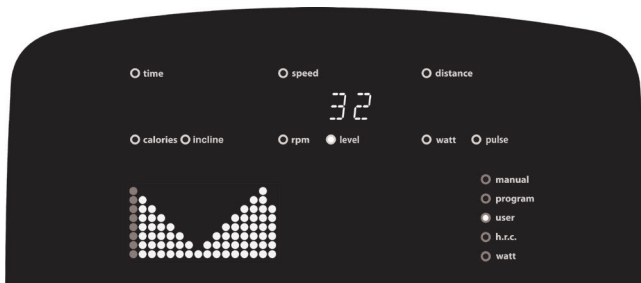 time speed distance
32
calories incline rpm level watt pulse
manual
program
user
h.r.c.
watt